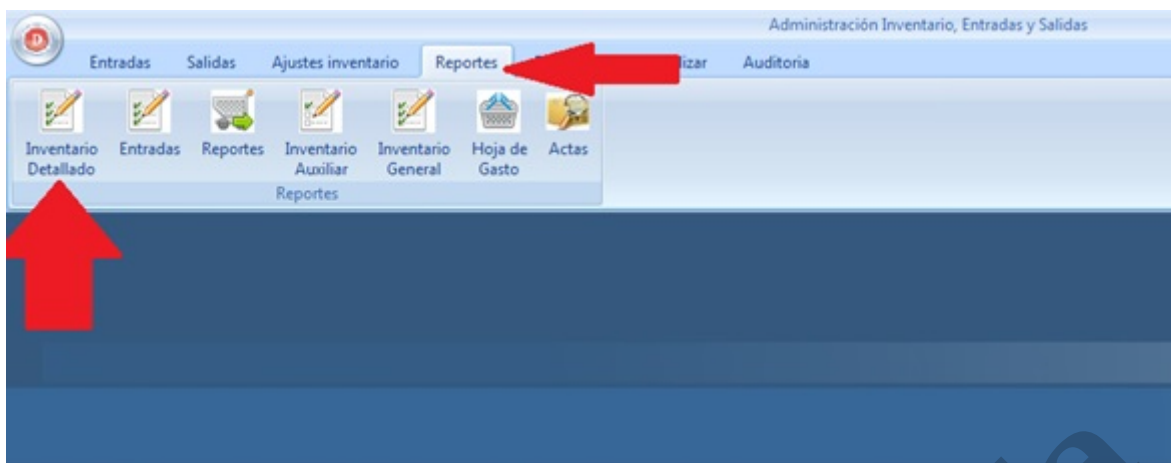 Administración Inventario, Entradas y Salidas
D
Entradas Salidas Ajustes inventario Reportes Auditoria
Inventario Detallado Entradas Reportes Inventario Auxiliar Inventario General Hoja de Gasto Actas
Reportes